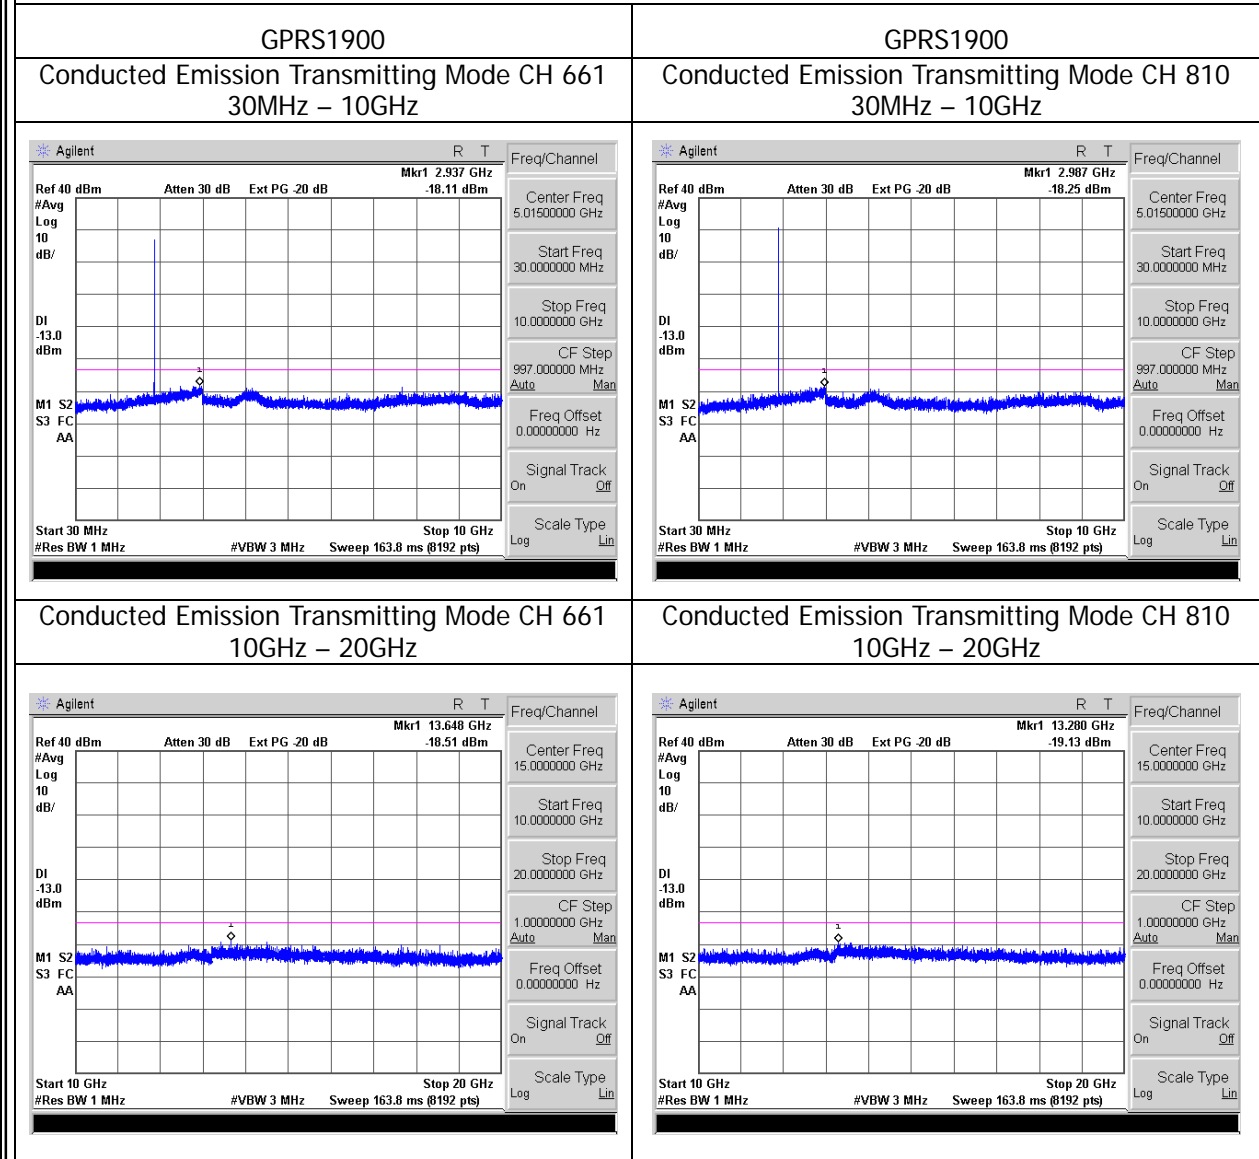 GPRS1900
GPRS1900
Conducted Emission Transmitting Mode CH 661
30MHz – 10GHz
Conducted Emission Transmitting Mode CH 810
30MHz – 10GHz
Agilent R T
Freq/Channel
Mkr1 2.937 GHz
Ref 40 dBm Atten 30 dB Ext PG -20 dB -18.11 dBm
#Avg
Log
10
dB/
DI
-13.0
dBm
1
M1 S2
S3 FC
AA
Start 30 MHz Stop 10 GHz
#Res BW 1 MHz #VBW 3 MHz Sweep 163.8 ms (8192 pts)
Center Freq
5.01500000 GHz
Start Freq
30.0000000 MHz
Stop Freq
10.0000000 GHz
CF Step
997.000000 MHz
Auto Man
Freq Offset
0.00000000 Hz
Signal Track
On Off
Scale Type
Log Lin
Agilent R T
Freq/Channel
Mkr1 2.987 GHz
Ref 40 dBm Atten 30 dB Ext PG -20 dB -18.25 dBm
#Avg
Log
10
dB/
DI
-13.0
dBm
1
M1 S2
S3 FC
AA
Start 30 MHz Stop 10 GHz
#Res BW 1 MHz #VBW 3 MHz Sweep 163.8 ms (8192 pts)
Center Freq
5.01500000 GHz
Start Freq
30.0000000 MHz
Stop Freq
10.0000000 GHz
CF Step
997.000000 MHz
Auto Man
Freq Offset
0.00000000 Hz
Signal Track
On Off
Scale Type
Log Lin
Conducted Emission Transmitting Mode CH 661
10GHz – 20GHz
Conducted Emission Transmitting Mode CH 810
10GHz – 20GHz
Agilent R T
Freq/Channel
Mkr1 13.648 GHz
Ref 40 dBm Atten 30 dB Ext PG -20 dB -18.51 dBm
#Avg
Log
10
dB/
DI
-13.0
dBm
1
M1 S2
S3 FC
AA
Start 10 GHz Stop 20 GHz
#Res BW 1 MHz #VBW 3 MHz Sweep 163.8 ms (8192 pts)
Center Freq
15.0000000 GHz
Start Freq
10.0000000 GHz
Stop Freq
20.0000000 GHz
CF Step
1.00000000 GHz
Auto Man
Freq Offset
0.00000000 Hz
Signal Track
On Off
Scale Type
Log Lin
Agilent R T
Freq/Channel
Mkr1 13.280 GHz
Ref 40 dBm Atten 30 dB Ext PG -20 dB -19.13 dBm
#Avg
Log
10
dB/
DI
-13.0
dBm
1
M1 S2
S3 FC
AA
Start 10 GHz Stop 20 GHz
#Res BW 1 MHz #VBW 3 MHz Sweep 163.8 ms (8192 pts)
Center Freq
15.0000000 GHz
Start Freq
10.0000000 GHz
Stop Freq
20.0000000 GHz
CF Step
1.00000000 GHz
Auto Man
Freq Offset
0.00000000 Hz
Signal Track
On Off
Scale Type
Log Lin